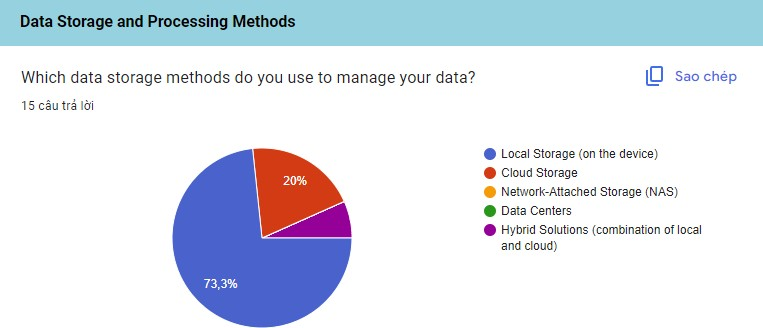 Data Storage and Processing Methods
Which data storage methods do you use to manage your data?
Sao chép
15 câu trả lời
20%
73,3%
Local Storage (on the device)
Cloud Storage
Network-Attached Storage (NAS)
Data Centers
Hybrid Solutions (combination of local
and cloud)